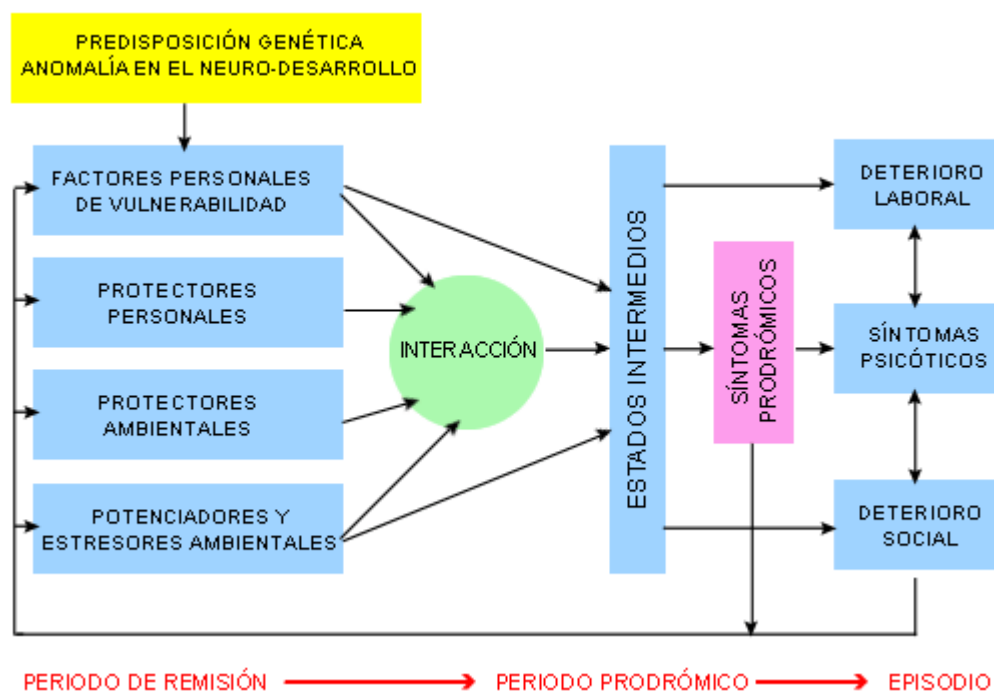 PREDISPOSICIÓN GENÉTICA
ANOMALÍA EN EL NEURO-DESARROLLO
FACTORES PERSONALES
DE VULNERABILIDAD
PROTECTORES
PERSONALES
PROTECTORES
AMBIENTALES
POTENCIADORES Y
ESTRESORES AMBIENTALES
INTERACCIÓN
ESTADOS INTERMEDIOS
SÍNTOMAS
PRODRÓMICOS
DETERIORO
LABORAL
SÍNTOMAS
PSICÓTICOS
DETERIORO
SOCIAL
PERIODO DE REMISIÓN
PERIODO PRODRÓMICO
EPISODIO